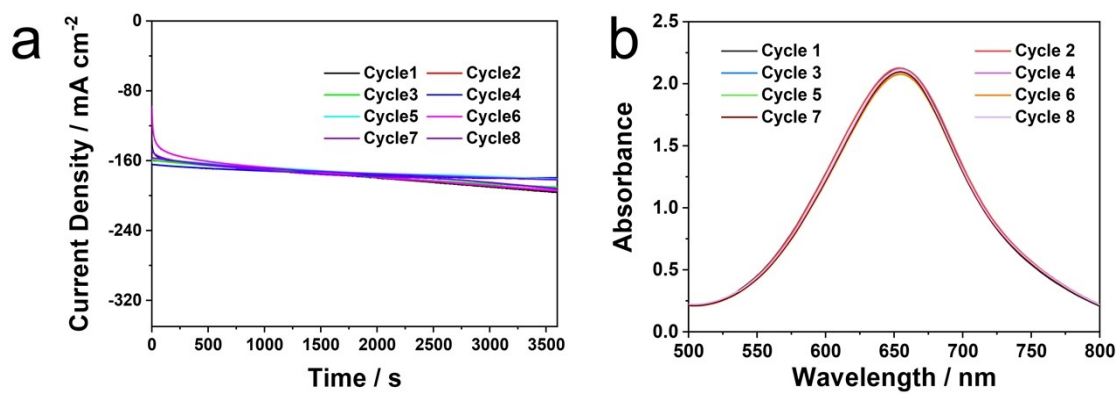 a
Current Density / mA cm-2
0
-80
-160
-240
-320
Cycle1 Cycle2
Cycle3 Cycle4
Cycle5 Cycle6
Cycle7 Cycle8
0 500 1000 1500 2000 2500 3000 3500
Time / s
b
Absorbance
2.5
2.0
1.5
1.0
0.5
0.0
Cycle 1 Cycle 2
Cycle 3 Cycle 4
Cycle 5 Cycle 6
Cycle 7 Cycle 8
500 550 600 650 700 750 800
Wavelength / nm